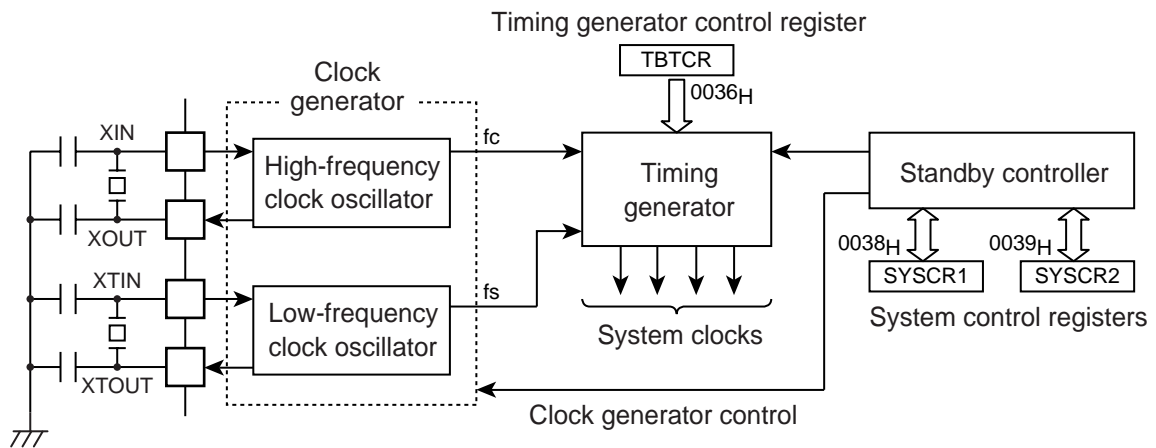 Timing generator control register
TBTCR
0036H
Clock
generator
XIN
High-frequency
clock oscillator
fc
Timing
generator
Standby controller
XOUT
0038H
0039H
SYSCR1
SYSCR2
System control registers
XTIN
Low-frequency
clock oscillator
fs
System clocks
XTOUT
Clock generator control